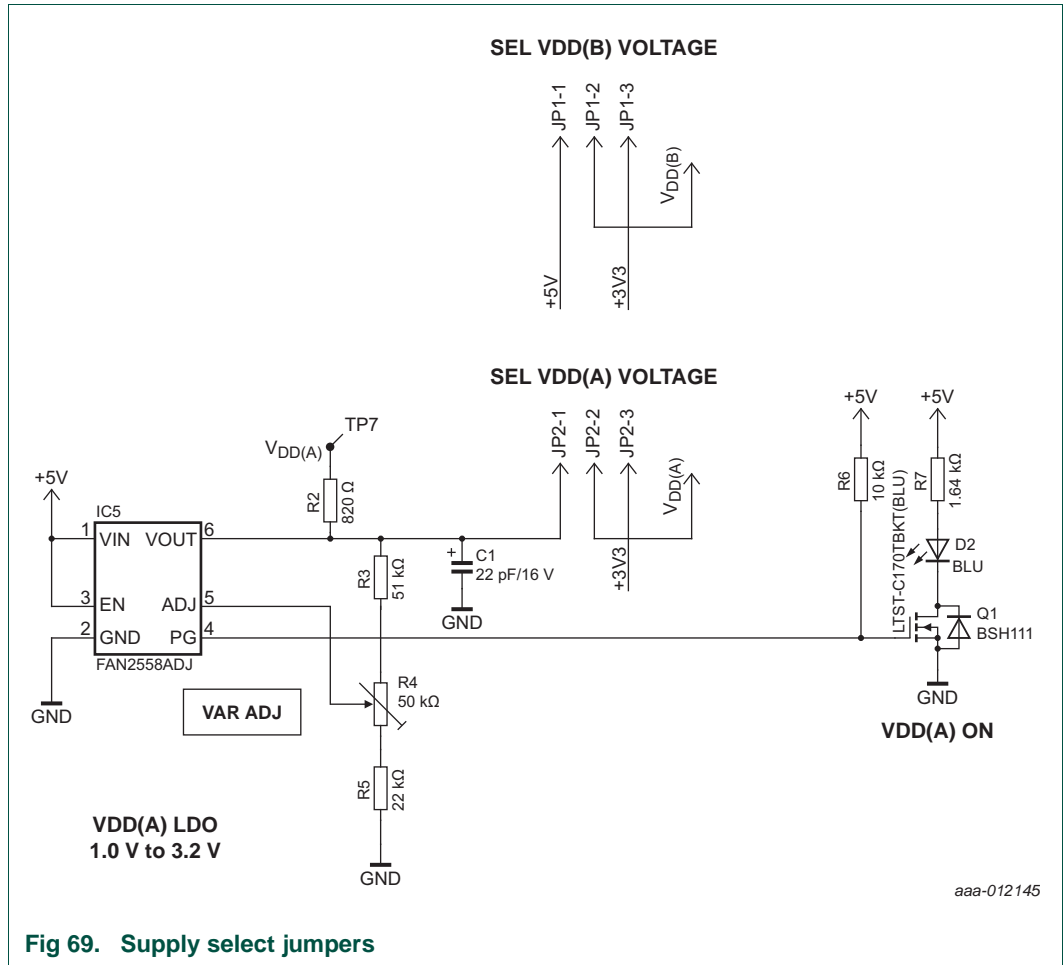 SEL VDD(B) VOLTAGE
JP1-1
JP1-2
JP1-3
VDD(B)
+5V
+3V3
SEL VDD(A) VOLTAGE
JP2-1
JP2-2
JP2-3
VDD(A)
+3V3
TP7
VDD(A)
R2
820 Ω
+5V
IC5
1
VIN
VOUT
6
3
EN
ADJ
5
2
GND
PG
4
FAN2558ADJ
GND
R3
51 kΩ
+
C1
22 pF/16 V
GND
VAR ADJ
R4
50 kΩ
R5
22 kΩ
GND
VDD(A) LDO
1.0 V to 3.2 V
+5V
+5V
R6
10 kΩ
R7
1.64 kΩ
LTST-C170TBKT(BLU)
D2
BLU
Q1
BSH111
GND
VDD(A) ON
aaa-012145
Fig 69. Supply select jumpers